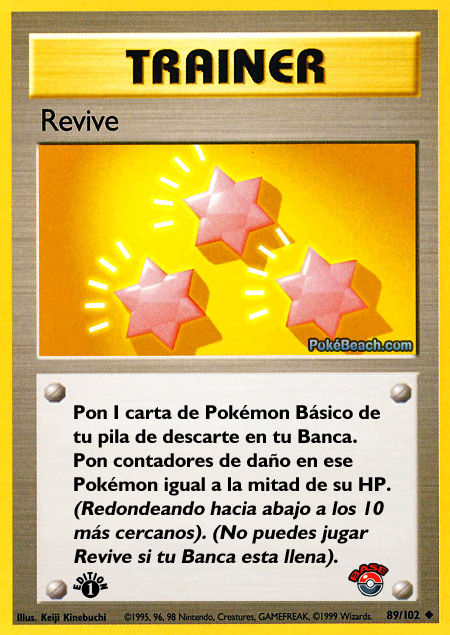 TRAINER
Revive
PokéBeach.com
Pon 1 carta de Pokémon Básico de
tu pila de descarte en tu Banca.
Pon contadores de daño en ese
Pokémon igual a la mitad de su HP.
(Redondeando hacia abajo a los 10
más cercanos). (No puedes jugar
Revive si tu Banca esta llena).
EDITION
1
BASE
Illus. Keiji Kinebuchi ©1995, 96, 98 Nintendo, Creatures, GAMEFREAK. ©1999 Wizards. 89/102